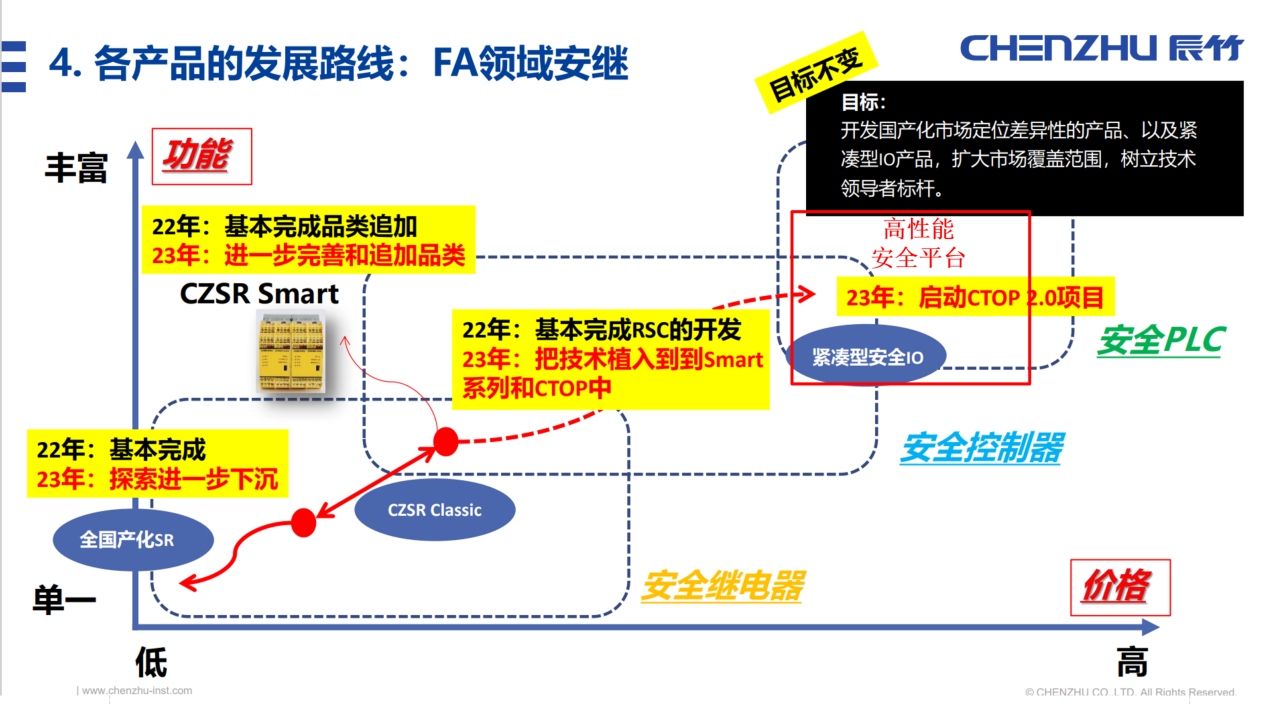 4. 各产品的发展路线：FA领域安继
CHENZHU 辰竹
目标不变
目标：
开发国产化市场定位差异性的产品、以及紧
凑型IO产品，扩大市场覆盖范围，树立技术
领导者标杆。
丰富
功能
22年：基本完成品类追加
23年：进一步完善和追加品类
高性能
安全平台
CZSR Smart
23年：启动CTOP 2.0项目
22年：基本完成RSC的开发
23年：把技术植入到到Smart
系列和CTOP中
安全PLC
紧凑型安全IO
22年：基本完成
23年：探索进一步下沉
安全控制器
CZSR Classic
全国产化SR
安全继电器
价格
单一
低
高
| www.chenzhu-inst.com
© CHENZHU CO.,LTD. All Rights Reserved.